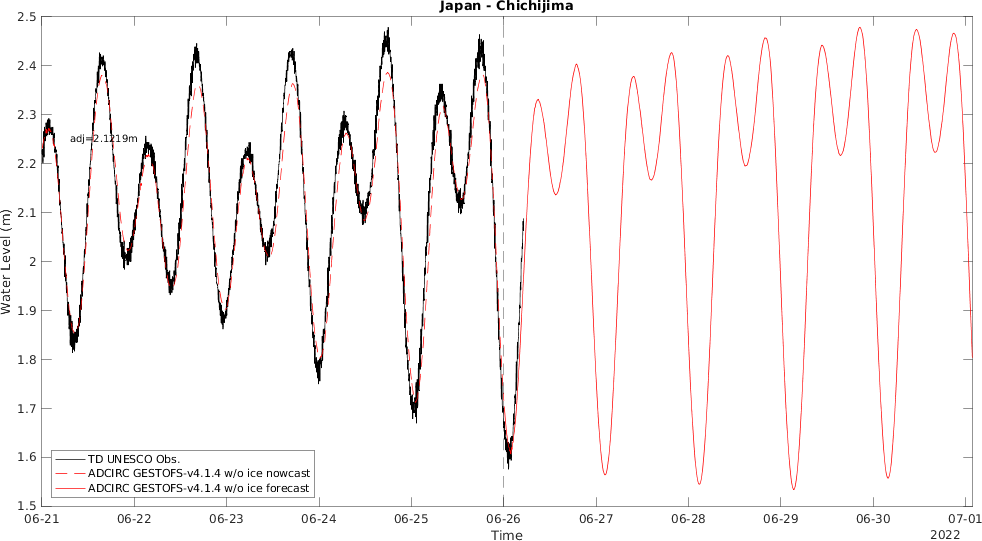 Japan - Chichijima
2.5
2.4
2.3
2.2
2.1
2
1.9
1.8
1.7
1.6
1.5
Water Level (m)
adj=2.1219m
TD UNESCO Obs.
ADCIRC GESTOFS-v4.1.4 w/o ice nowcast
ADCIRC GESTOFS-v4.1.4 w/o ice forecast
06-21 06-22 06-23 06-24 06-25 06-26 06-27 06-28 06-29 06-30 07-01
Time
2022